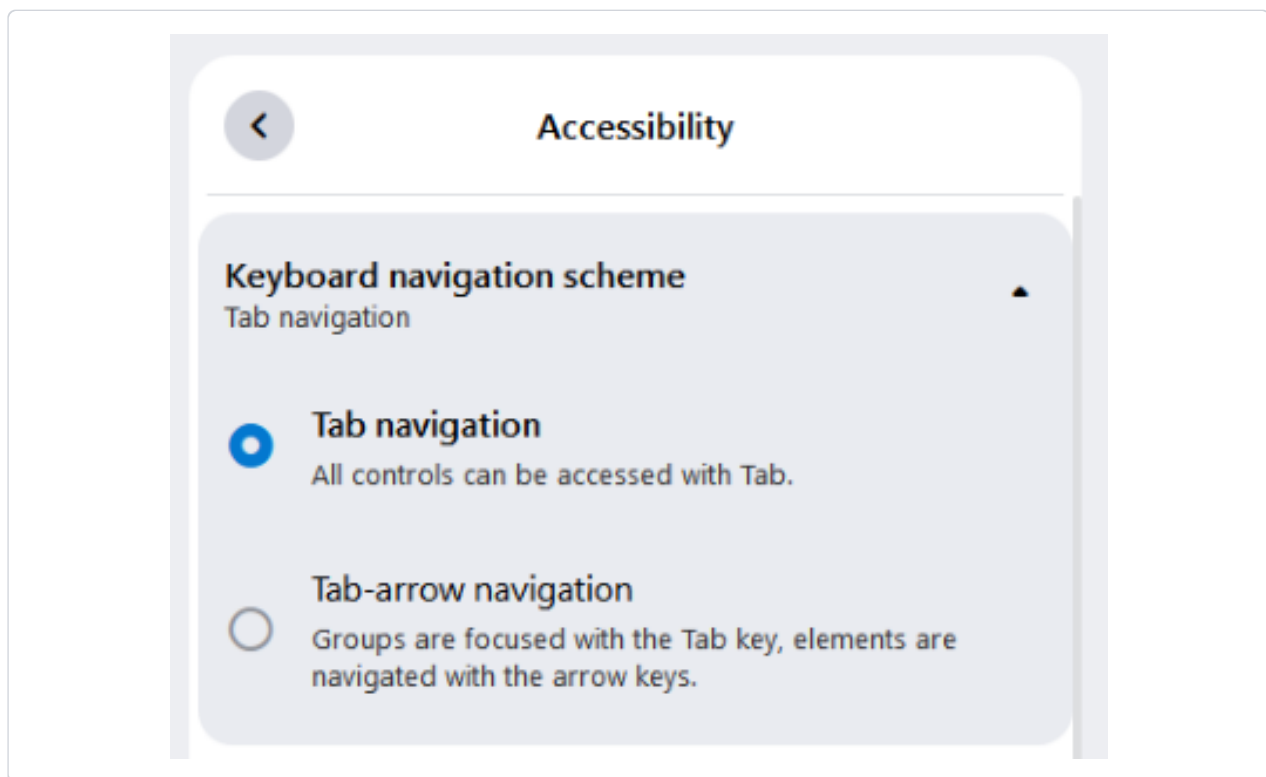 Accessibility
Keyboard navigation scheme
Tab navigation
Tab navigation
All controls can be accessed with Tab.
Tab-arrow navigation
Groups are focused with the Tab key, elements are
navigated with the arrow keys.